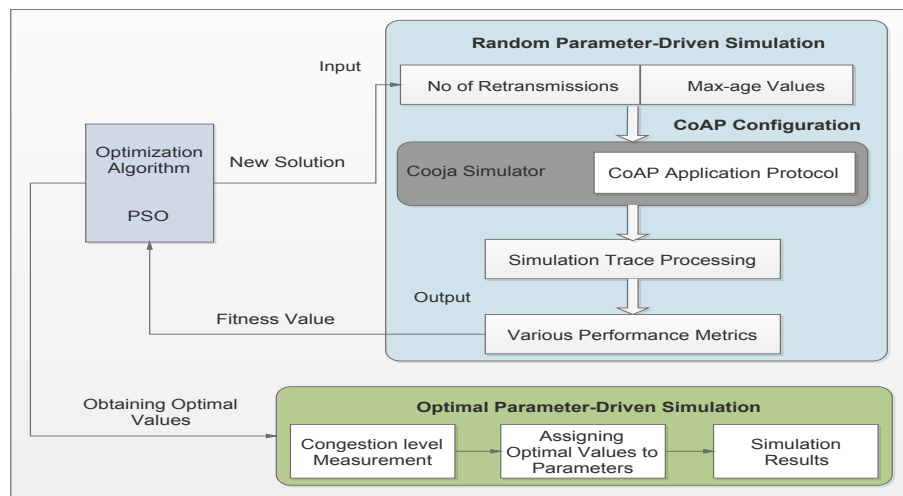 Random Parameter-Driven Simulation
Input
No of Retransmissions
Max-age Values
CoAP Configuration
Optimization
Algorithm
PSO
New Solution
Cooja Simulator
CoAP Application Protocol
Simulation Trace Processing
Output
Fitness Value
Various Performance Metrics
Obtaining Optimal
Values
Optimal Parameter-Driven Simulation
Congestion level
Measurement
Assigning
Optimal Values to
Parameters
Simulation
Results